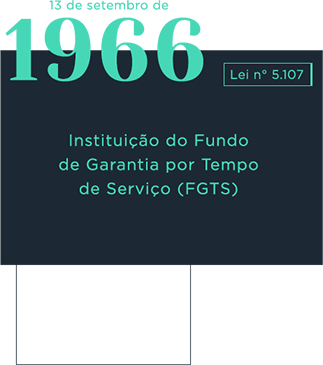 13 de setembro de
1966
Lei nº 5.107
Instituição do Fundo
de Garantia por Tempo
de Serviço (FGTS)